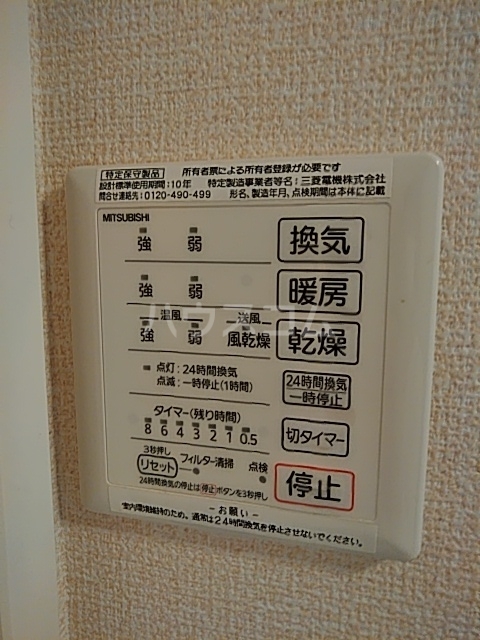 特定保守製品 所有者票による所有者登録が必要です
設計標準使用期間:10年 特定製造事業者等名:三菱電機株式会社
問合せ連絡先:0120-490-499 形名、製造年月、点検期間は本体に記載
MITSUBISHI
強 弱 換気
強 弱 暖房
温風 送風
強 弱 風乾燥 乾燥
ハウスコム
点灯:24時間換気
点滅:一時停止(1時間)
24時間換気
一時停止
タイマー(残り時間)
8 6 4 3 2 1 0.5
切タイマー
3秒押し
リセット フィルター清掃 点検
停止
24時間換気の停止は停止ボタンを3秒押し
-お願い-
室内環境維持のため、通常は24時間換気を停止させないでください。